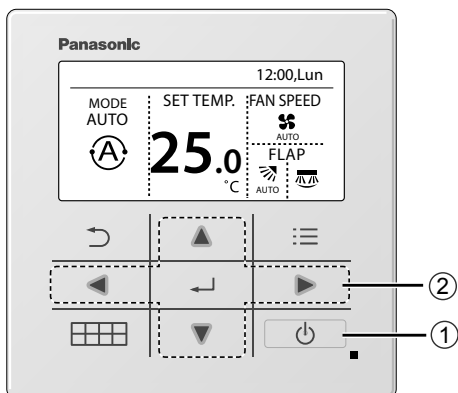 Panasonic
12:00,Lun
MODE
AUTO
A
SET TEMP.
25.0
°C
FAN SPEED
AUTO
FLAP
AUTO
2
1